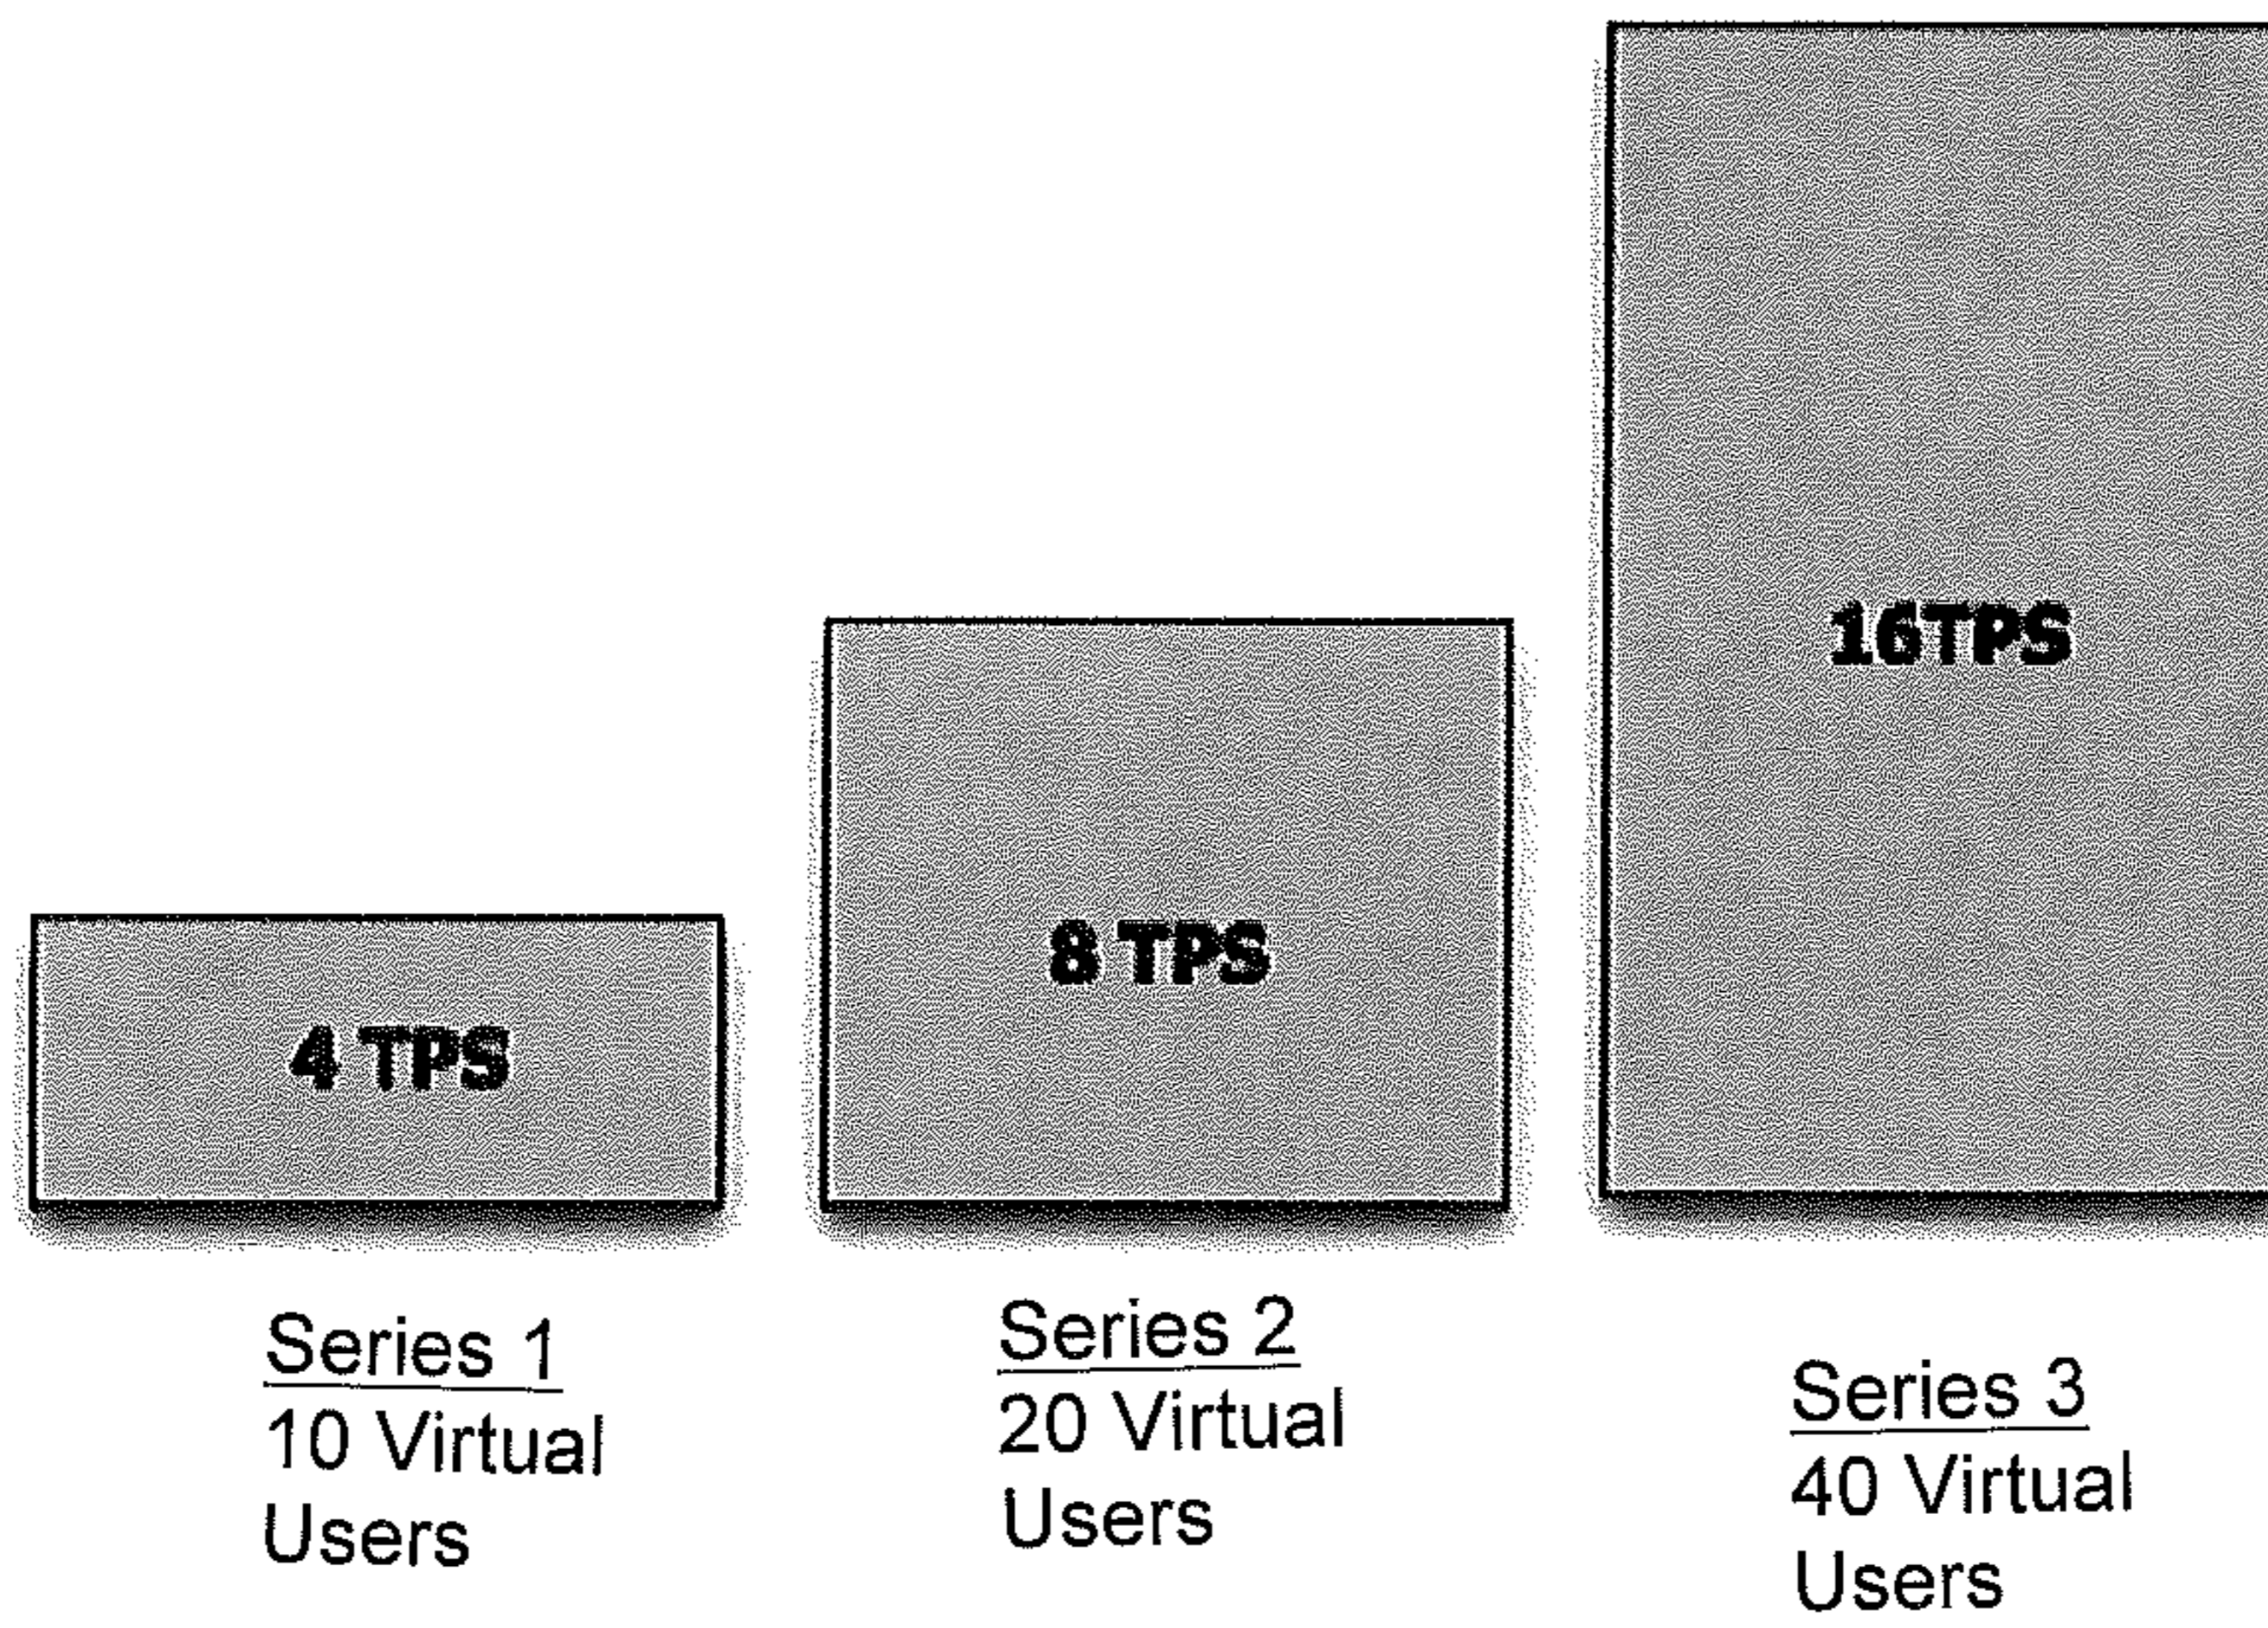 16TPS
8 TPS
4 TPS
Series 1
10 Virtual
Users
Series 2
20 Virtual
Users
Series 3
40 Virtual
Users